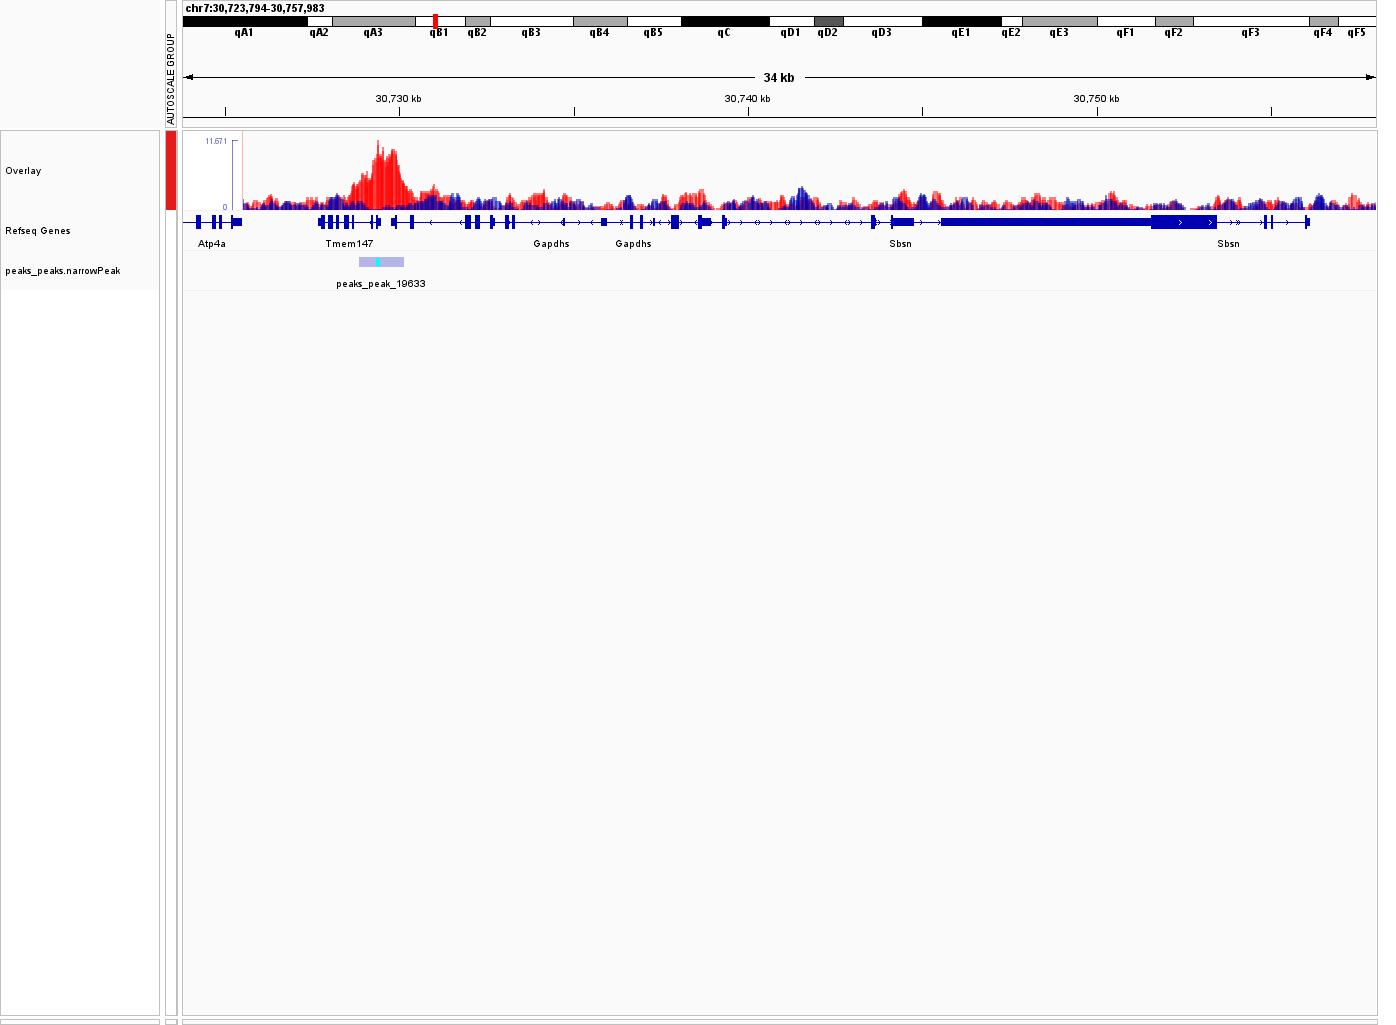 chr7:30,723,794-30,757,983
qA1 qA2 qA3 qB1 qB2 qB3 qB4 qB5 qC qD1 qD2 qD3 qE1 qE2 qE3 qF1 qF2 qF3 qF4 qF5
AUTOSCALE GROUP
34 kb
30,730 kb 30,740 kb 30,750 kb
Overlay
11.671
0
Refseq Genes
Atp4a Tmem147 Gapdhs Gapdhs Sbsn Sbsn
peaks_peaks.narrowPeak
peaks_peak_19633